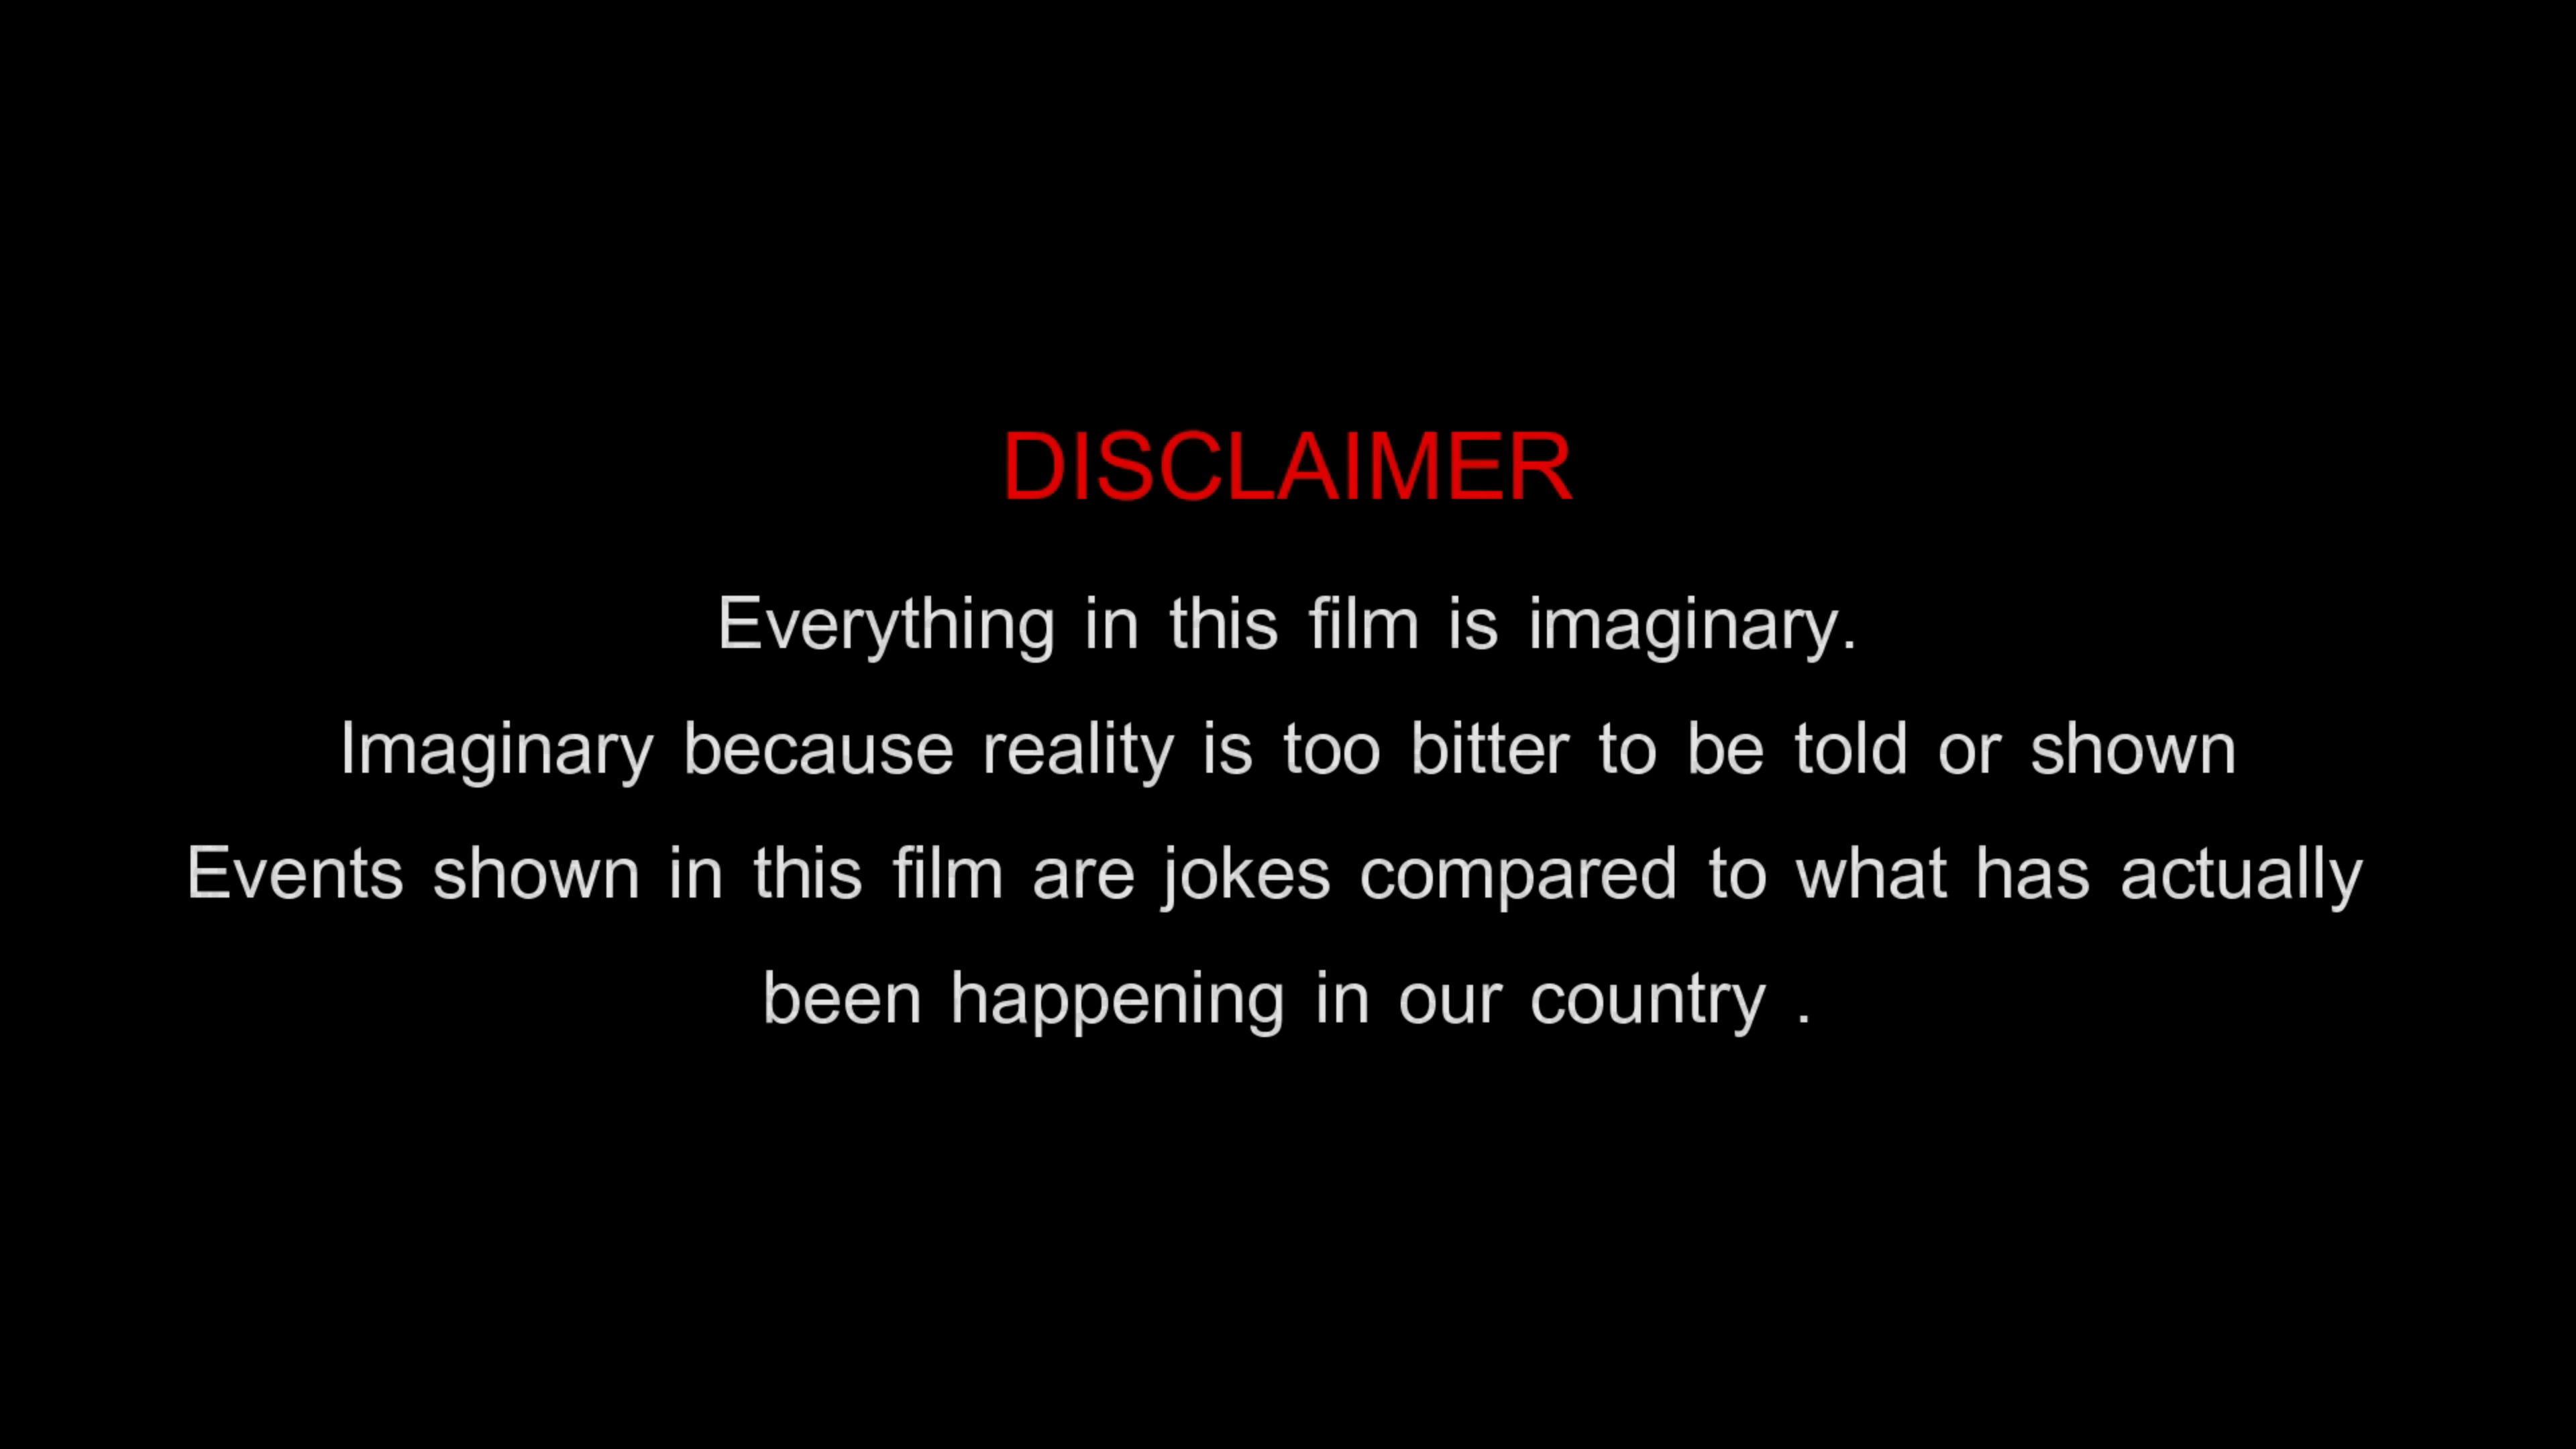 DISCLAIMER
Everything in this film is imaginary.
Imaginary because reality is too bitter to be told or shown
Events shown in this film are jokes compared to what has actually
been happening in our country .